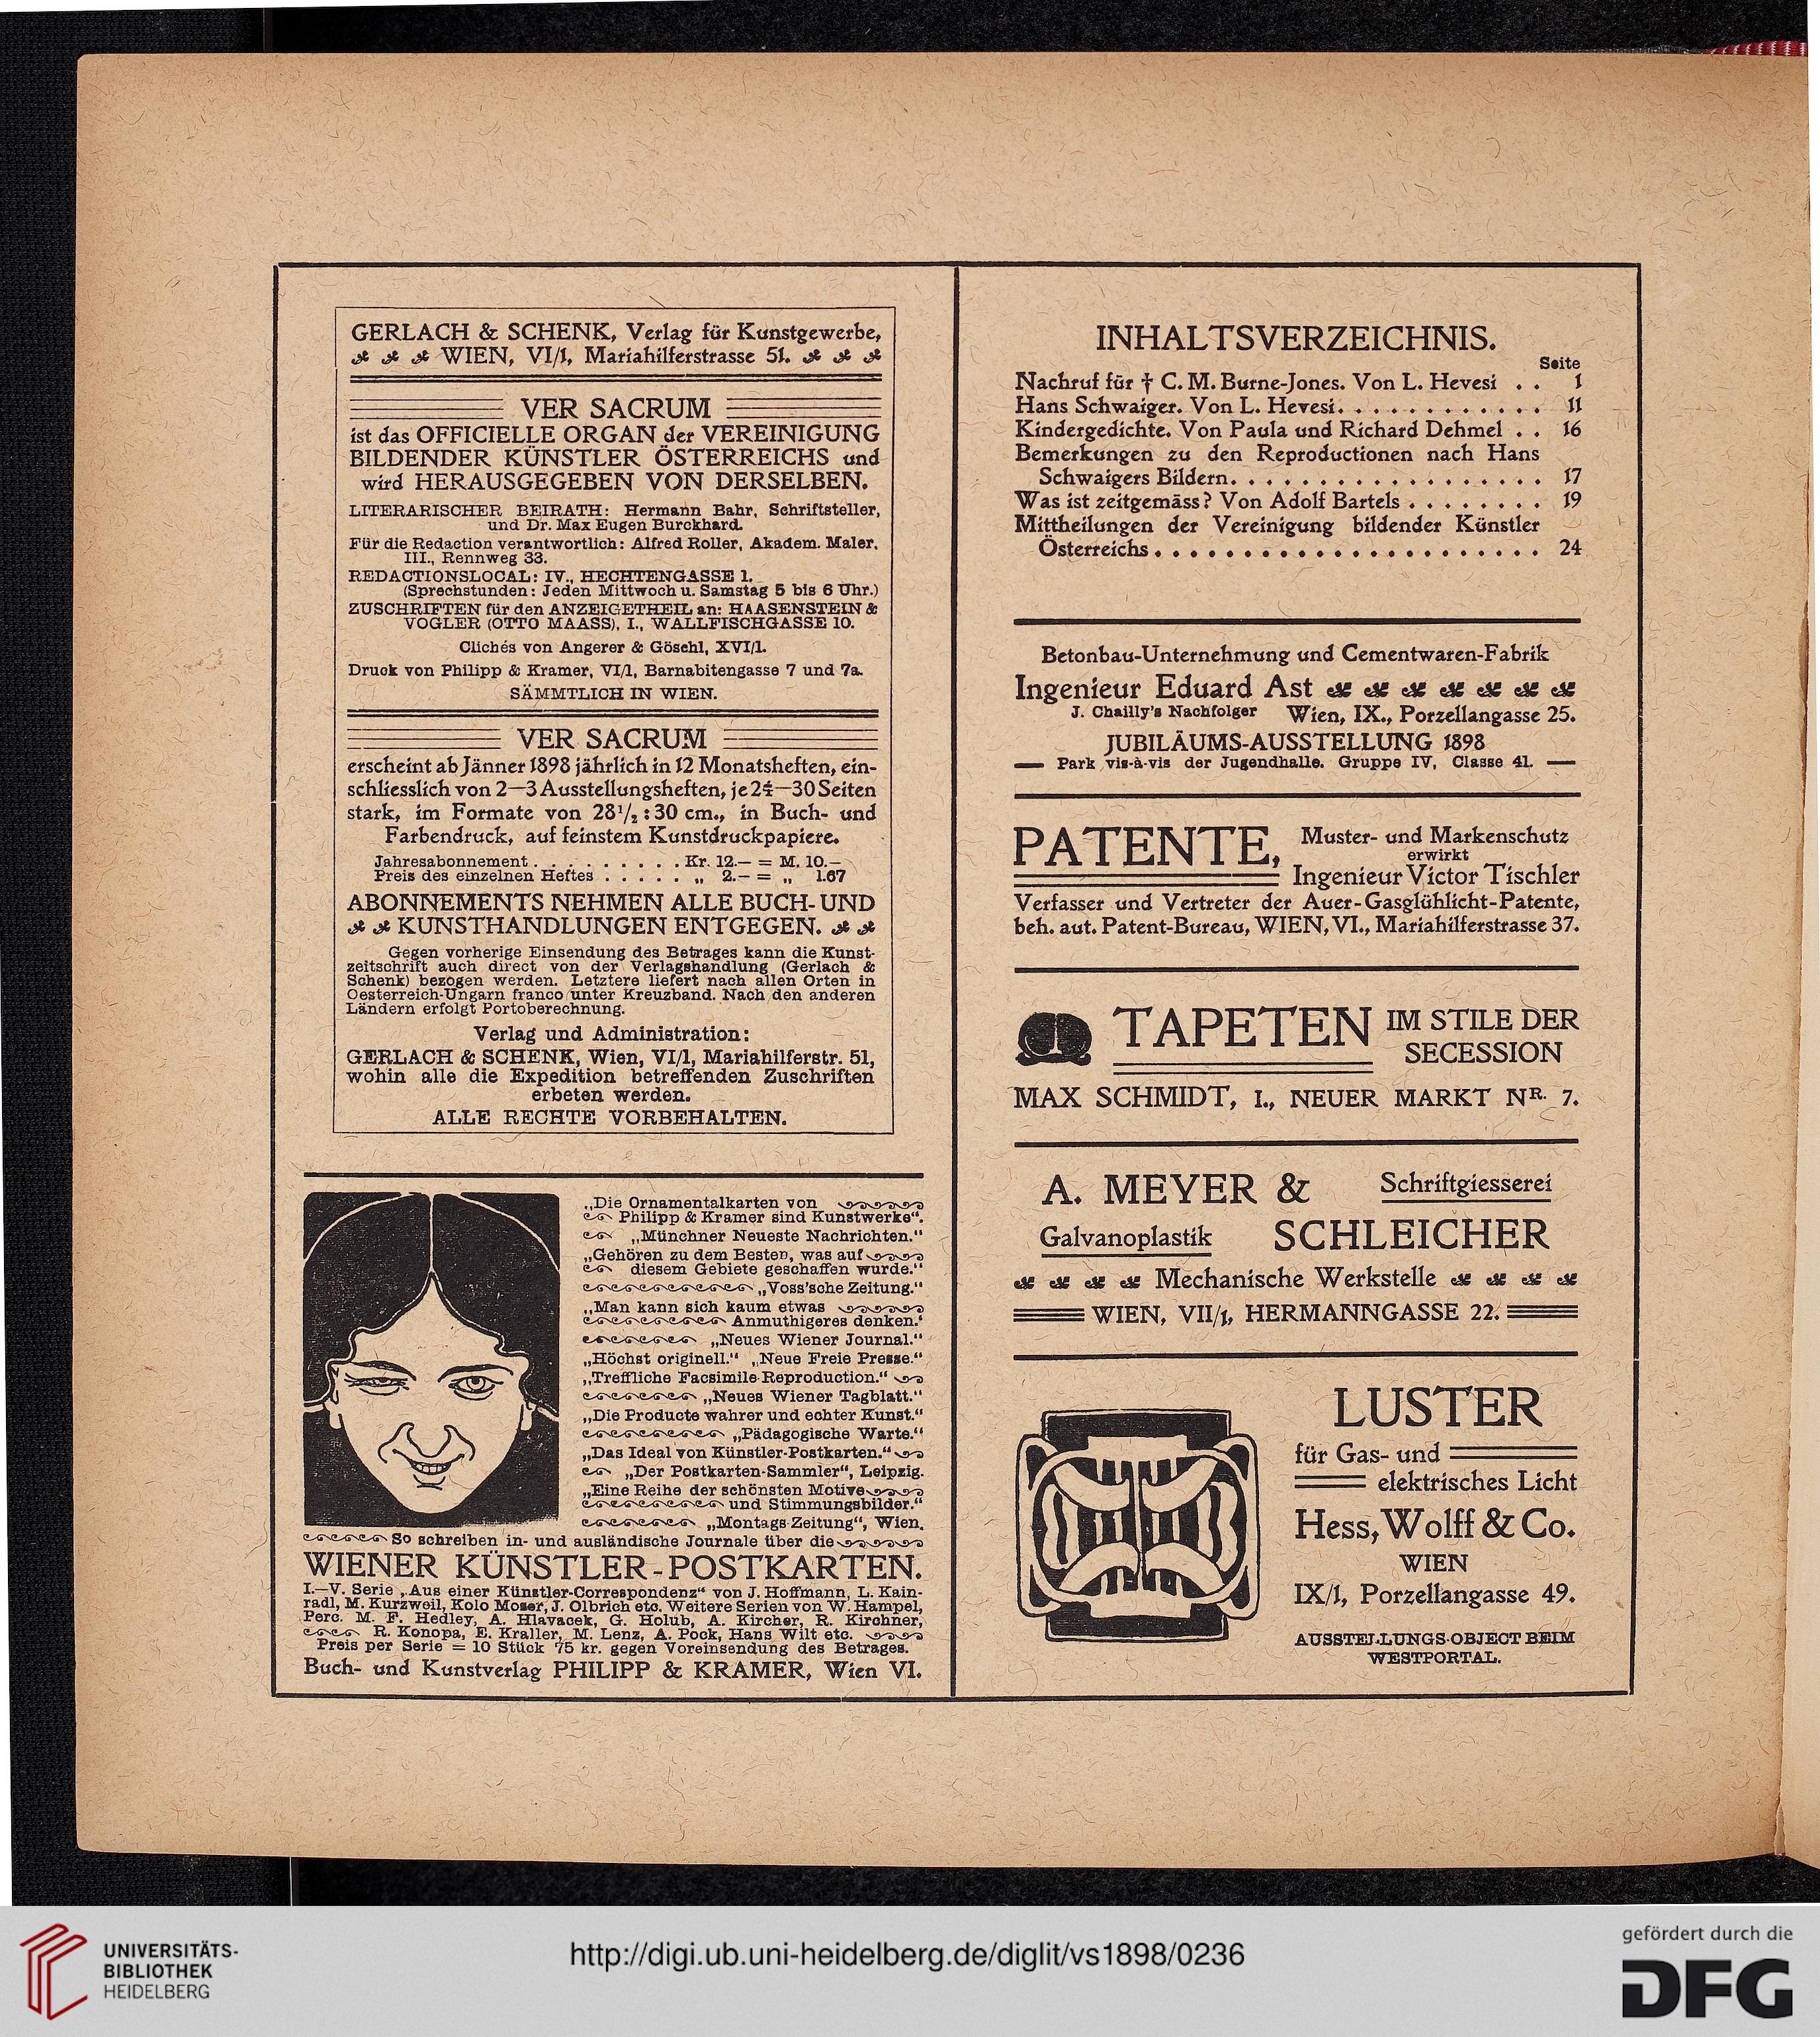 GERLACH & SCHENK, Verlag für Kunstgewerbe,
WIEN, VI/1, Mariahilferstrasse 51.
VER SACRUM
ist das OFFICIELLE ORGAN der VEREINIGUNG
BILDENDER KÜNSTLER ÖSTERREICHS und
wird HERAUSGEGEBEN VON DERSELBEN.
LITERARISCHER BEIRATH: Hermann Bahr, Schriftsteller,
und Dr. Max Eugen Burckhard.
Für die Redaction verantwortlich: Alfred Roller, Akadem. Maler,
III., Rennweg 33.
REDACTIONSLOCAL: IV., HECHTENGASSE 1.
(Sprechstunden: Jeden Mittwoch u. Samstag 5 bis 6 Uhr.)
ZUSCHRIFTEN für den ANZEIGETHEIL an: HAASENSTEIN &
VOGLER (OTTO MAASS), I., WALLFISCHGASSE 10.
Clichés von Angerer & Göschl, XVI/1.
Druck von Philipp & Kramer, VI/1, Barnabitengasse 7 und 7a.
SÄMMTLICH IN WIEN.
VER SACRUM
erscheint ab Jänner 1898 jährlich in 12 Monatsheften, ein-
schliesslich von 2—3 Ausstellungsheften, je 24—30 Seiten
stark, im Formate von 28¹/₂ : 30 cm., in Buch- und
Farbendruck, auf feinstem Kunstdruckpapiere.
Jahresabonnement . . . . . . . . . . Kr. 12.— = M. 10.—
Preis des einzelnen Heftes . . . . . . „ 2.— = „ 1.67
ABONNEMENTS NEHMEN ALLE BUCH- UND
KUNSTHANDLUNGEN ENTGEGEN.
Gegen vorherige Einsendung des Betrages kann die Kunst-
zeitschrift auch direct von der Verlagshandlung (Gerlach &
Schenk) bezogen werden. Letztere liefert nach allen Orten in
Oesterreich-Ungarn franco unter Kreuzband. Nach den anderen
Ländern erfolgt Portoberechnung.
Verlag und Administration:
GERLACH & SCHENK, Wien, VI/1, Mariahilferstr. 51,
wohin alle die Expedition betreffenden Zuschriften
erbeten werden.
ALLE RECHTE VORBEHALTEN.
„Die Ornamentalkarten von
Philipp & Kramer sind Kunstwerke“.
„Münchner Neueste Nachrichten.“
„Gehören zu dem Besten, was auf
diesem Gebiete geschaffen wurde.“
„Voss'sche Zeitung.“
„Man kann sich kaum etwas
Anmuthigeres denken.‘
„Neues Wiener Journal.“
„Höchst originell.“ „Neue Freie Presse.“
„Treffliche Facsimile-Reproduction.“
„Neues Wiener Tagblatt.“
„Die Producte wahrer und echter Kunst.“
„Pädagogische Warte.“
„Das Ideal von Künstler-Postkarten.“
„Der Postkarten-Sammler“, Leipzig.
„Eine Reihe der schönsten Motive
und Stimmungsbilder.“
„Montags-Zeitung“, Wien.
So schreiben in- und ausländische Journale über die
WIENER KÜNSTLER-POSTKARTEN.
I.—V. Serie „Aus einer Künstler-Correspondenz“ von J. Hoffmann, L. Kain-
radl, M. Kurzweil, Kolo Moser, J. Olbrich etc. Weitere Serien von W. Hampel,
Perc. M. F. Hedley, A. Hlavacek, G. Holub, A. Kircher, R. Kirchner,
R. Konopa, E. Kraller, M. Lenz, A. Pock, Hans Wilt etc.
Preis per Serie = 10 Stück 75 kr. gegen Voreinsendung des Betrages.
Buch- und Kunstverlag PHILIPP & KRAMER, Wien VI.
INHALTSVERZEICHNIS.
Seite
Nachruf für † C. M. Burne-Jones. Von L. Hevesi . . 1
Hans Schwaiger. Von L. Hevesi. . . . . . . . . . . . 11
Kindergedichte. Von Paula und Richard Dehmel . . 16
Bemerkungen zu den Reproductionen nach Hans
Schwaigers Bildern. . . . . . . . . . . . . . . . . . 17
Was ist zeitgemäss? Von Adolf Bartels . . . . . . . . 19
Mittheilungen der Vereinigung bildender Künstler
Österreichs . . . . . . . . . . . . . . . . . . . . . . 24
Betonbau-Unternehmung und Cementwaren-Fabrik
Ingenieur Eduard Ast
J. Chailly's Nachfolger Wien, IX., Porzellangasse 25.
JUBILÄUMS-AUSSTELLUNG 1898
Park vis-à-vis der Jugendhalle. Gruppe IV, Classe 41.
PATENTE, Muster- und Markenschutz
erwirkt
Ingenieur Victor Tischler
Verfasser und Vertreter der Auer-Gasglühlicht-Patente,
beh. aut. Patent-Bureau, WIEN, VI., Mariahilferstrasse 37.
TAPETEN IM STILE DER
SECESSION
MAX SCHMIDT, I., NEUER MARKT NR. 7.
A. MEYER & Schriftgiesserei
Galvanoplastik SCHLEICHER
Mechanische Werkstelle
WIEN, VII/1, HERMANNGASSE 22.
LUSTER
für Gas- und
elektrisches Licht
Hess, Wolff & Co.
WIEN
IX/1, Porzellangasse 49.
AUSSTELLUNGS-OBJECT BEIM
WESTPORTAL.
UNIVERSITÄTS-
BIBLIOTHEK
HEIDELBERG
http://digi.ub.uni-heidelberg.de/diglit/vs1898/0236
gefördert durch die
DFG